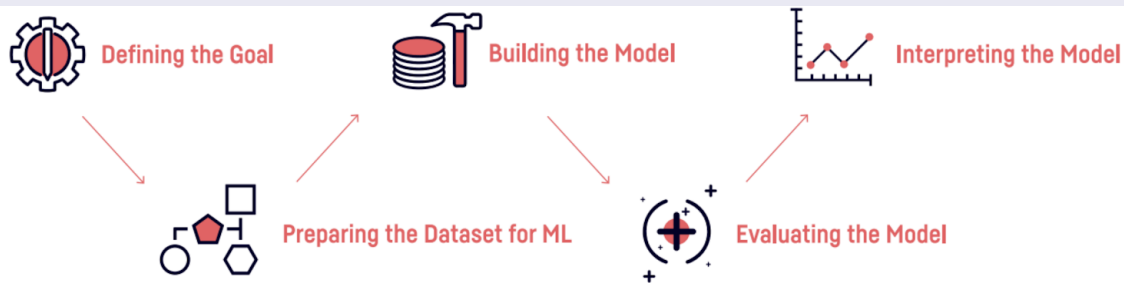 Defining the Goal
Preparing the Dataset for ML
Building the Model
Evaluating the Model
Interpreting the Model